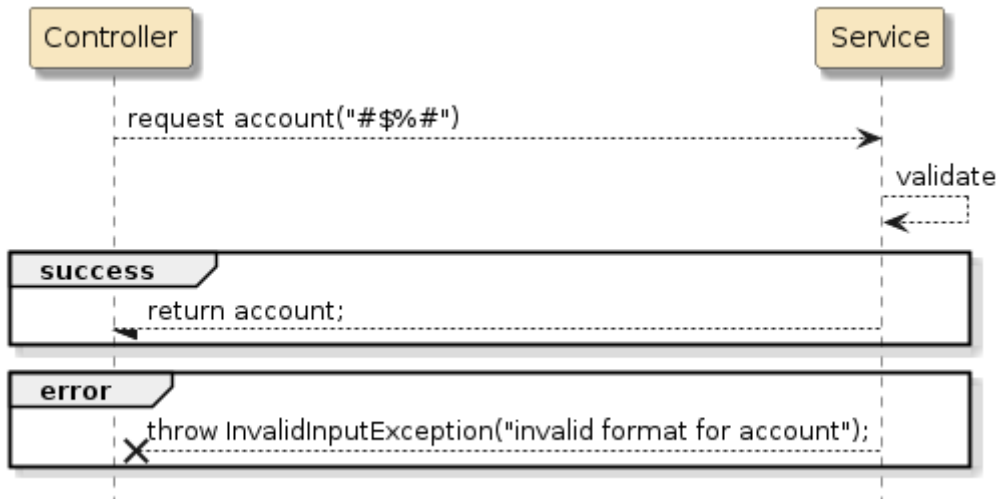 Controller
Service
request account("#$%#")
validate
success
return account;
error
throw InvalidInputException("invalid format for account");